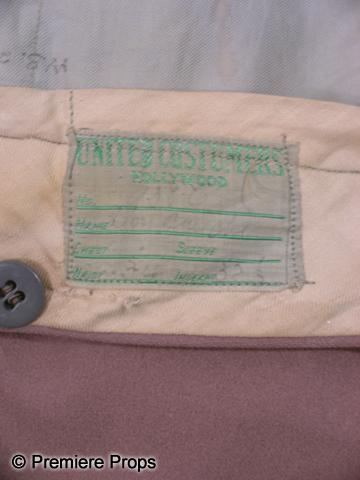 W.B.
UNITED COSTUMERS
HOLLYWOOD
NO.
NAME
CHEST SLEEVE
WAIST INSEAM
© Premiere Props